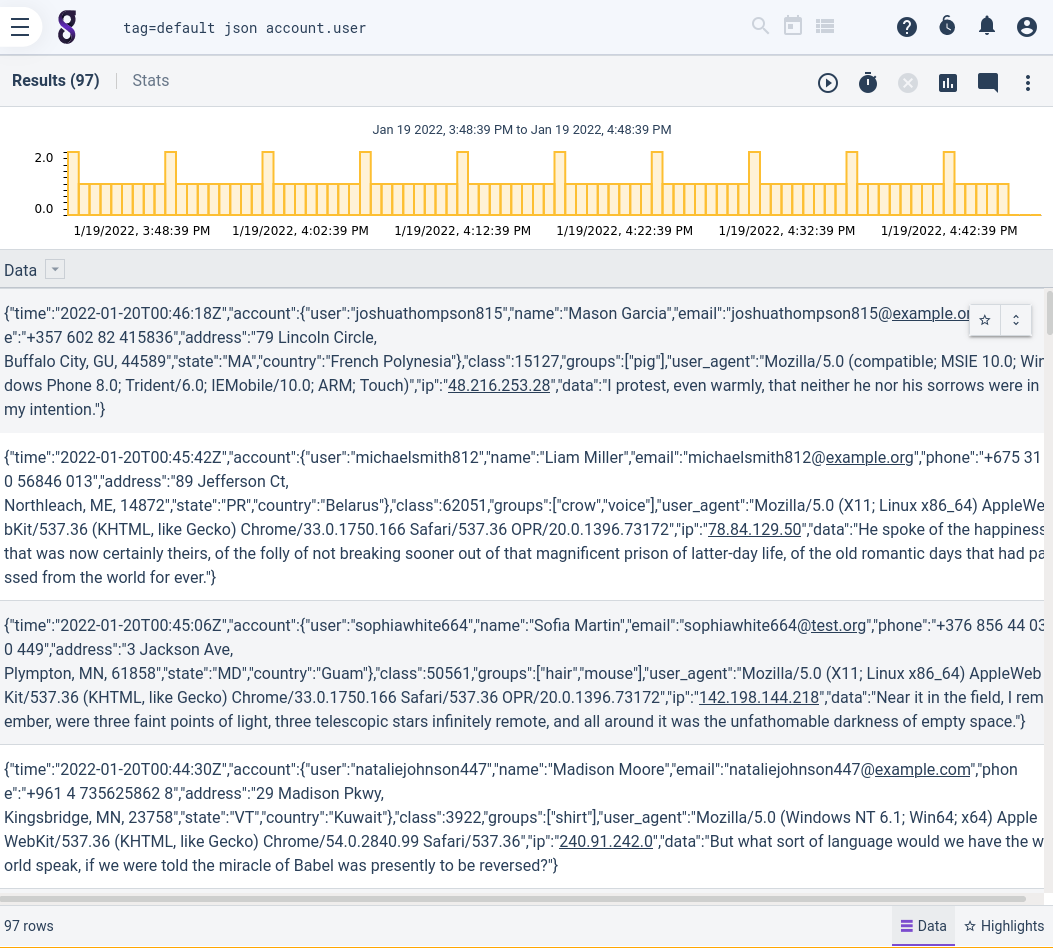 tag=default json account.user
Results (97)
Stats
Jan 19 2022, 3:48:39 PM to Jan 19 2022, 4:48:39 PM
2.0
0.0
1/19/2022, 3:48:39 PM 1/19/2022, 4:02:39 PM 1/19/2022, 4:12:39 PM 1/19/2022, 4:22:39 PM 1/19/2022, 4:32:39 PM 1/19/2022, 4:42:39 PM
Data
{"time":"2022-01-20T00:46:18Z","account":{"user":"joshuathompson815","name":"Mason Garcia","email":"joshuathompson815@example.or
e":"+357 602 82 415836","address":"79 Lincoln Circle,
Buffalo City, GU, 44589","state":"MA","country":"French Polynesia"},"class":15127,"groups":["pig"],"user_agent":"Mozilla/5.0 (compatible; MSIE 10.0; Win
dows Phone 8.0; Trident/6.0; IEMobile/10.0; ARM; Touch)","ip":"48.216.253.28","data":"I protest, even warmly, that neither he nor his sorrows were in
my intention."}
{"time":"2022-01-20T00:45:42Z","account":{"user":"michaelsmith812","name":"Liam Miller","email":"michaelsmith812@example.org","phone":"+675 31
0 56846 013","address":"89 Jefferson Ct,
Northleach, ME, 14872","state":"PR","country":"Belarus"},"class":62051,"groups":["crow","voice"],"user_agent":"Mozilla/5.0 (X11; Linux x86_64) AppleWe
bKit/537.36 (KHTML, like Gecko) Chrome/33.0.1750.166 Safari/537.36 OPR/20.0.1396.73172","ip":"78.84.129.50","data":"He spoke of the happiness
that was now certainly theirs, of the folly of not breaking sooner out of that magnificent prison of latter-day life, of the old romantic days that had pa
ssed from the world for ever."}
{"time":"2022-01-20T00:45:06Z","account":{"user":"sophiawhite664","name":"Sofia Martin","email":"sophiawhite664@test.org","phone":"+376 856 44 03
0 449","address":"3 Jackson Ave,
Plympton, MN, 61858","state":"MD","country":"Guam"},"class":50561,"groups":["hair","mouse"],"user_agent":"Mozilla/5.0 (X11; Linux x86_64) AppleWeb
Kit/537.36 (KHTML, like Gecko) Chrome/33.0.1750.166 Safari/537.36 OPR/20.0.1396.73172","ip":"142.198.144.218","data":"Near it in the field, I rem
ember, were three faint points of light, three telescopic stars infinitely remote, and all around it was the unfathomable darkness of empty space."}
{"time":"2022-01-20T00:44:30Z","account":{"user":"nataliejohnson447","name":"Madison Moore","email":"nataliejohnson447@example.com","phon
e":"+961 4 735625862 8","address":"29 Madison Pkwy,
Kingsbridge, MN, 23758","state":"VT","country":"Kuwait"},"class":3922,"groups":["shirt"],"user_agent":"Mozilla/5.0 (Windows NT 6.1; Win64; x64) Apple
WebKit/537.36 (KHTML, like Gecko) Chrome/54.0.2840.99 Safari/537.36","ip":"240.91.242.0","data":"But what sort of language would we have the w
orld speak, if we were told the miracle of Babel was presently to be reversed?"}
97 rows
Data
Highlights